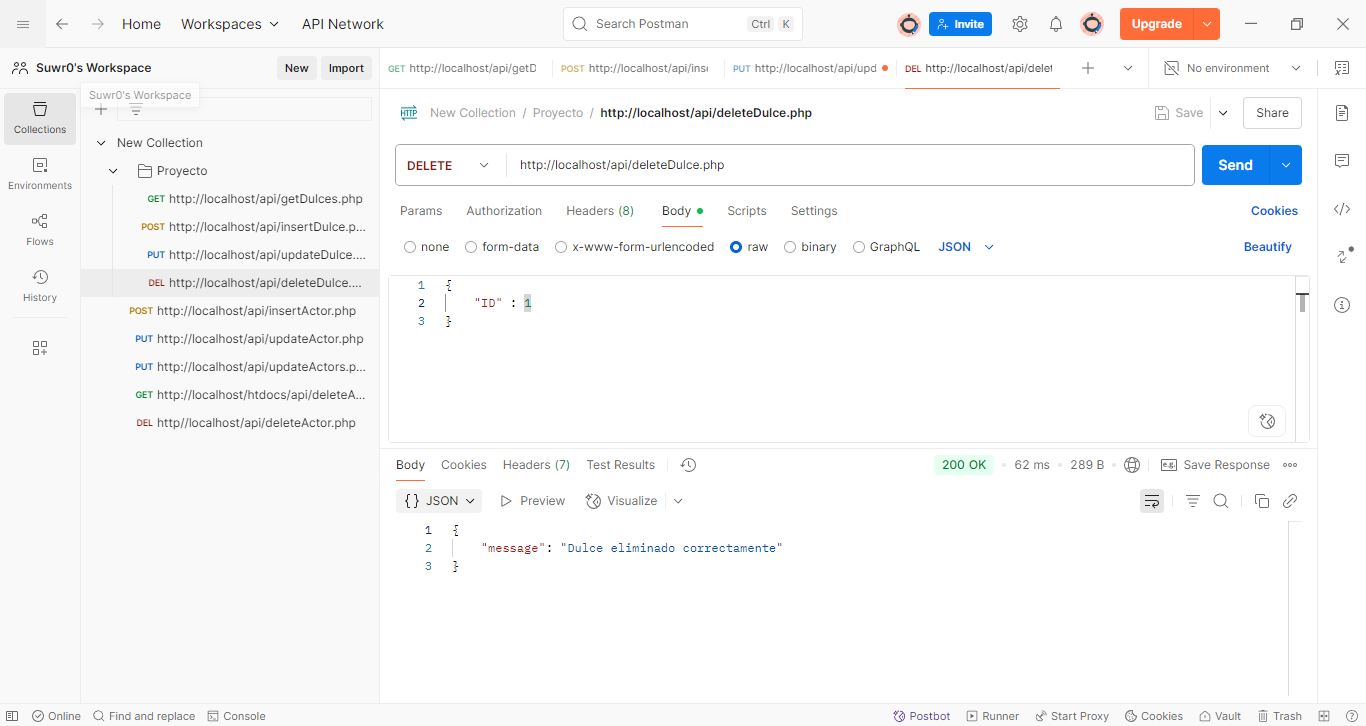 Home Workspaces API Network Search Postman Ctrl K Invite Upgrade
Suwr0's Workspace New Import GET http://localhost/api/getD POST http://localhost/api/inse PUT http://localhost/api/upd DEL http://localhost/api/delet No environment
Suwr0's Workspace
Collections
Environments
Flows
History
New Collection
Proyecto
GET http://localhost/api/getDulces.php
POST http://localhost/api/insertDulce.p...
PUT http://localhost/api/updateDulce....
DEL http://localhost/api/deleteDulce....
POST http://localhost/api/insertActor.php
PUT http://localhost/api/updateActor.php
PUT http://localhost/api/updateActors.p...
GET http://localhost/htdocs/api/deleteA...
DEL http//localhost/api/deleteActor.php
HTTP New Collection / Proyecto / http://localhost/api/deleteDulce.php Save Share
DELETE http://localhost/api/deleteDulce.php Send
Params Authorization Headers (8) Body Scripts Settings Cookies
none form-data x-www-form-urlencoded raw binary GraphQL JSON Beautify
1 {
2 "ID" : 1
3 }
Body Cookies Headers (7) Test Results 200 OK 62 ms 289 B e.g. Save Response
{} JSON Preview Visualize
1 {
2 "message": "Dulce eliminado correctamente"
3 }
Online Find and replace Console Postbot Runner Start Proxy Cookies Vault Trash